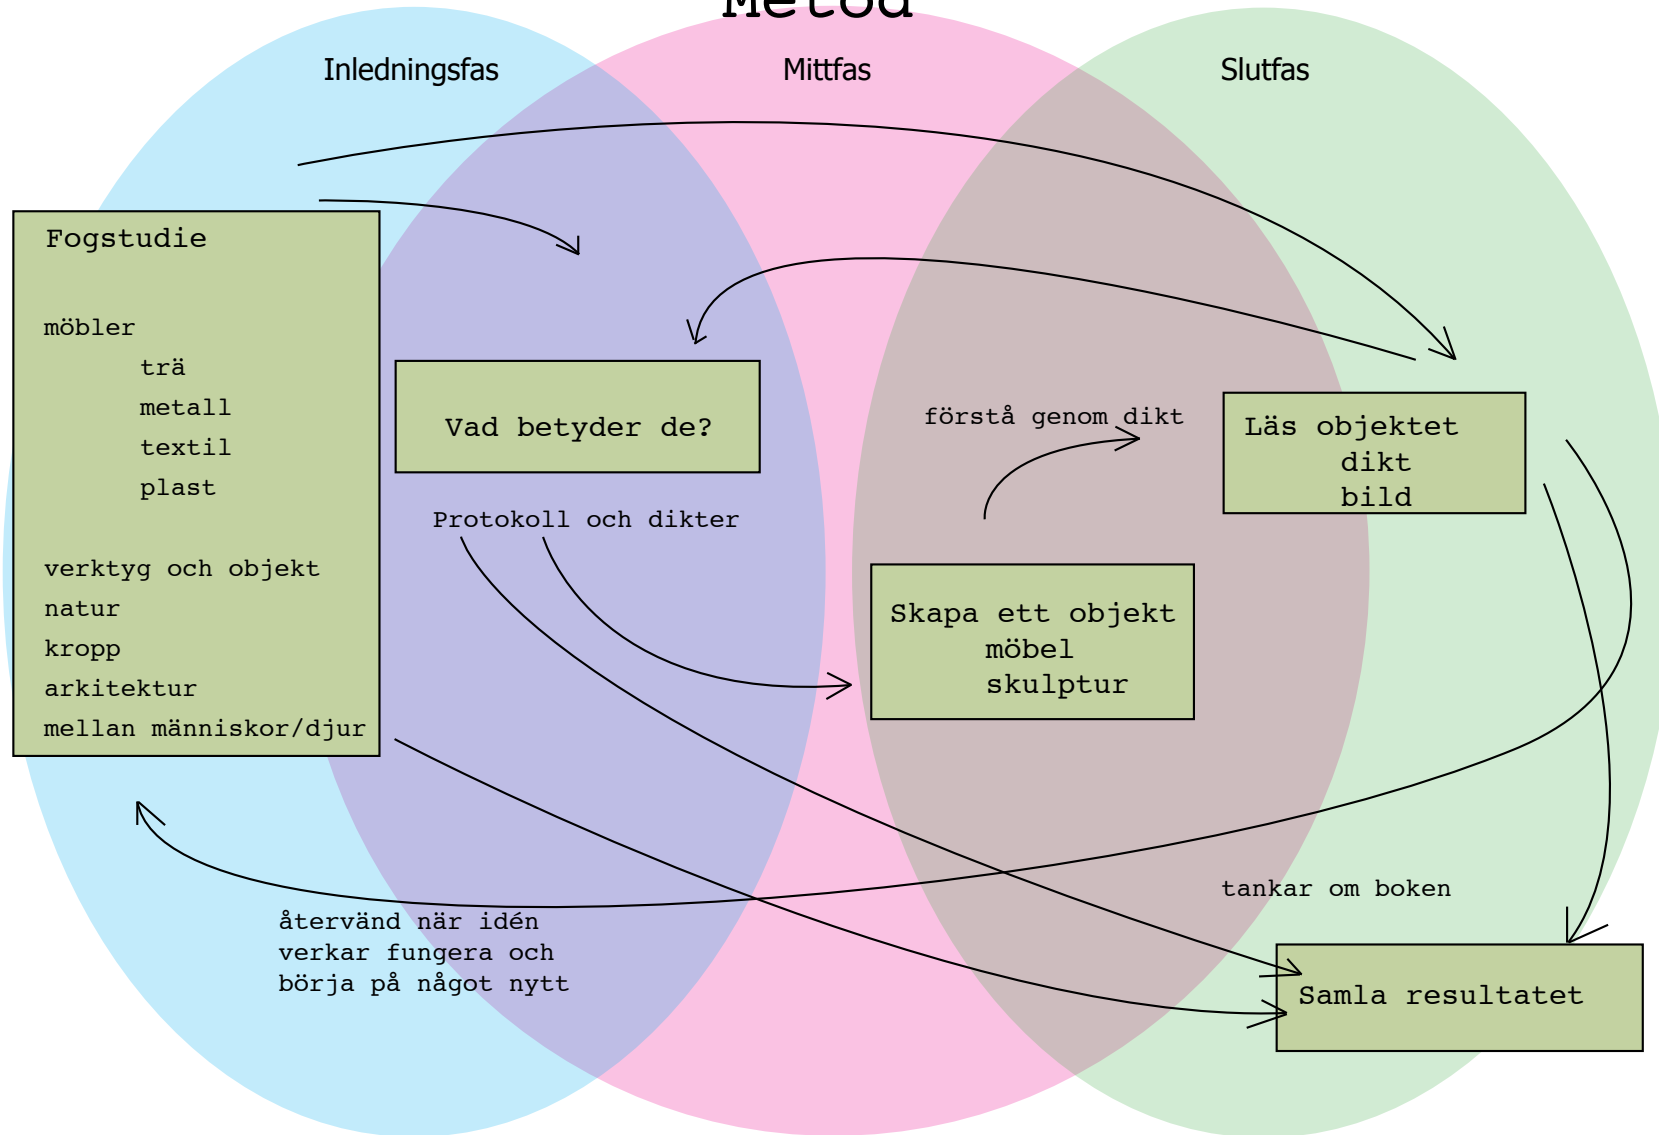 Metod
Inledningsfas
Mittfas
Slutfas
Fogstudie
möbler
trä
metall
textil
plast
verktyg och objekt
natur
kropp
arkitektur
mellan människor/djur
Vad betyder de?
Protokoll och dikter
förstå genom dikt
Skapa ett objekt
möbel
skulptur
Läs objektet
dikt
bild
återvänd när idén
verkar fungera och
börja på något nytt
tankar om boken
Samla resultatet